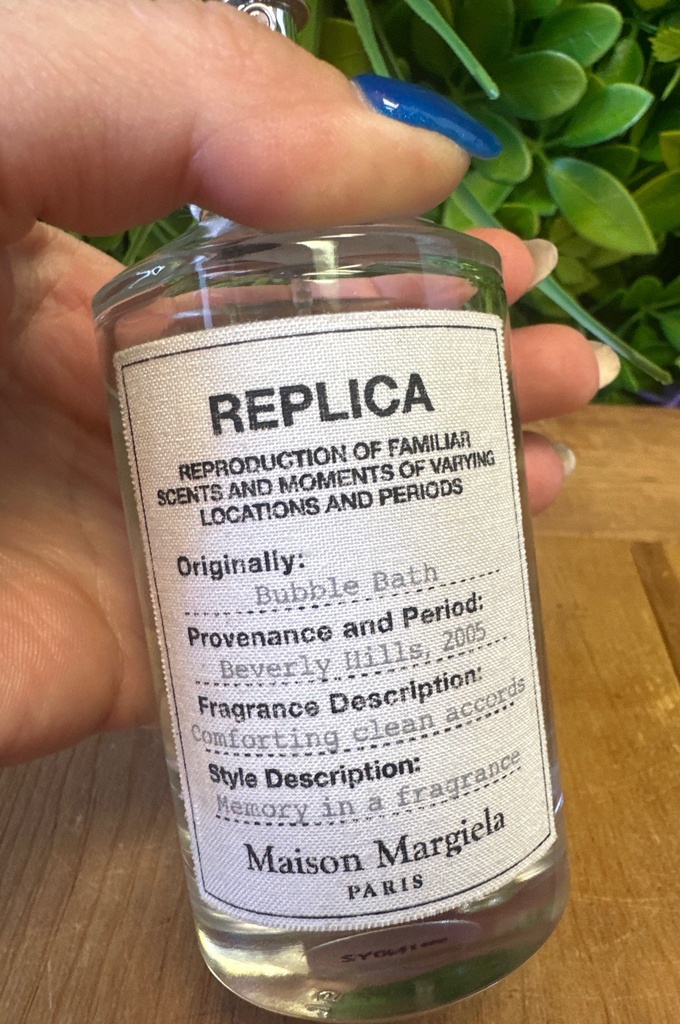 REPLICA
REPRODUCTION OF FAMILIAR
SCENTS AND MOMENTS OF VARYING
LOCATIONS AND PERIODS
Originally:
Bubble Bath
Provenance and Period:
Beverly Hills, 2005
Fragrance Description:
Comforting clean accords
Style Description:
Memory in a fragrance
Maison Margiela
PARIS